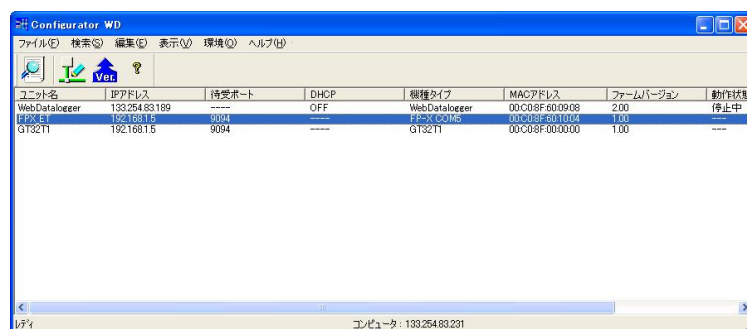 Configurator WD
ファイル(F) 検索(S) 編集(E) 表示(V) 環境(O) ヘルプ(H)
Ver. ?
ユニット名 IPアドレス 待受ポート DHCP 機種タイプ MACアドレス ファームバージョン 動作状態
WebDatalogger 133.254.83.189 ---- OFF WebDatalogger 00:C0:8F:60:09:08 2.00 停止中
FPX_ET 192.168.1.5 9094 ---- FP-X COM5 00:C0:8F:60:10:04 1.00 ---
GT32T1 192.168.1.5 9094 ---- GT32T1 00:C0:8F:00:00:00 1.00 ---
レディ コンピュータ : 133.254.83.231